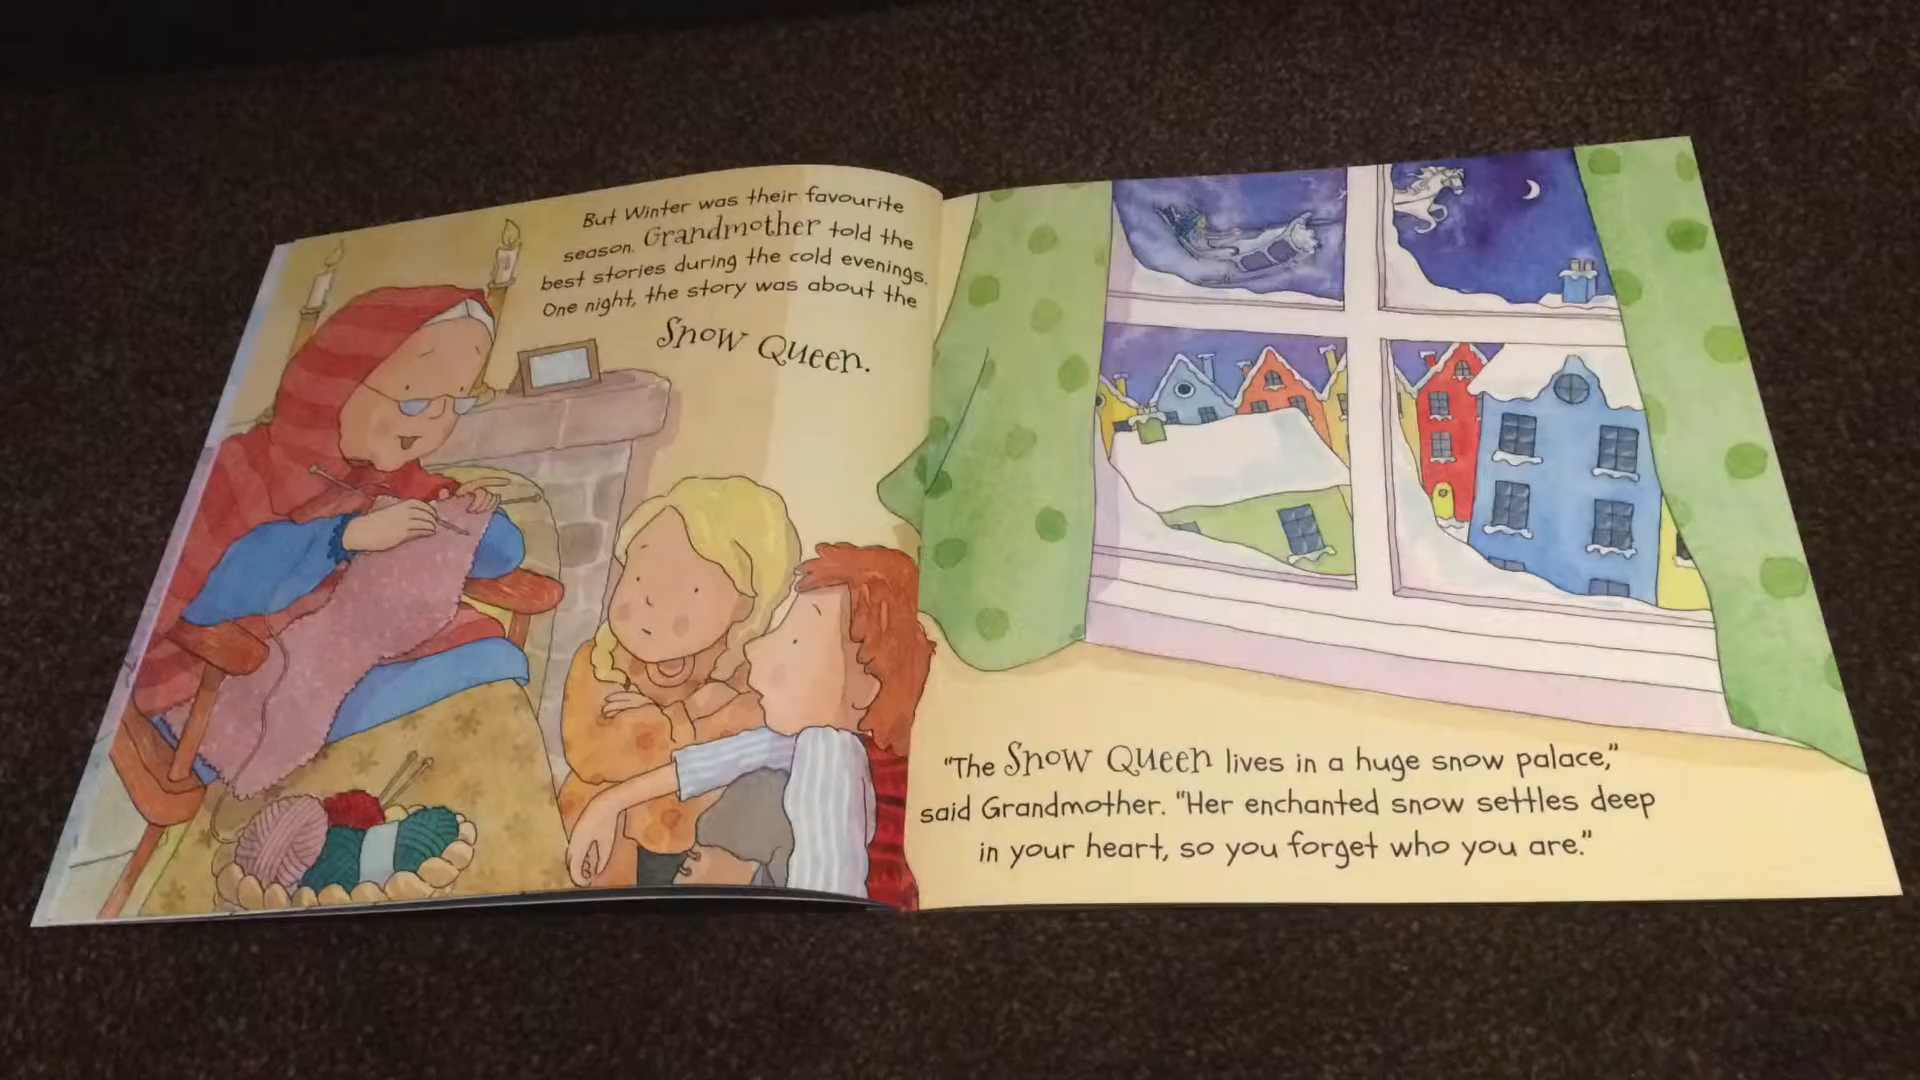 But Winter was their favourite
season. Grandmother told the
best stories during the cold evenings.
One night, the story was about the
Snow Queen.
"The Snow Queen lives in a huge snow palace,"
said Grandmother. "Her enchanted snow settles deep
in your heart, so you forget who you are."